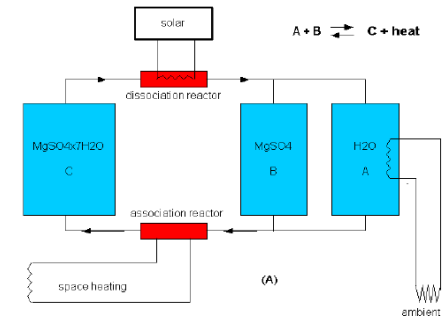 solar
A + B ⇄ C + heat
dissociation reactor
MgSO4x7H2O
C
MgSO4
B
H2O
A
association reactor
space heating
(A)
ambient